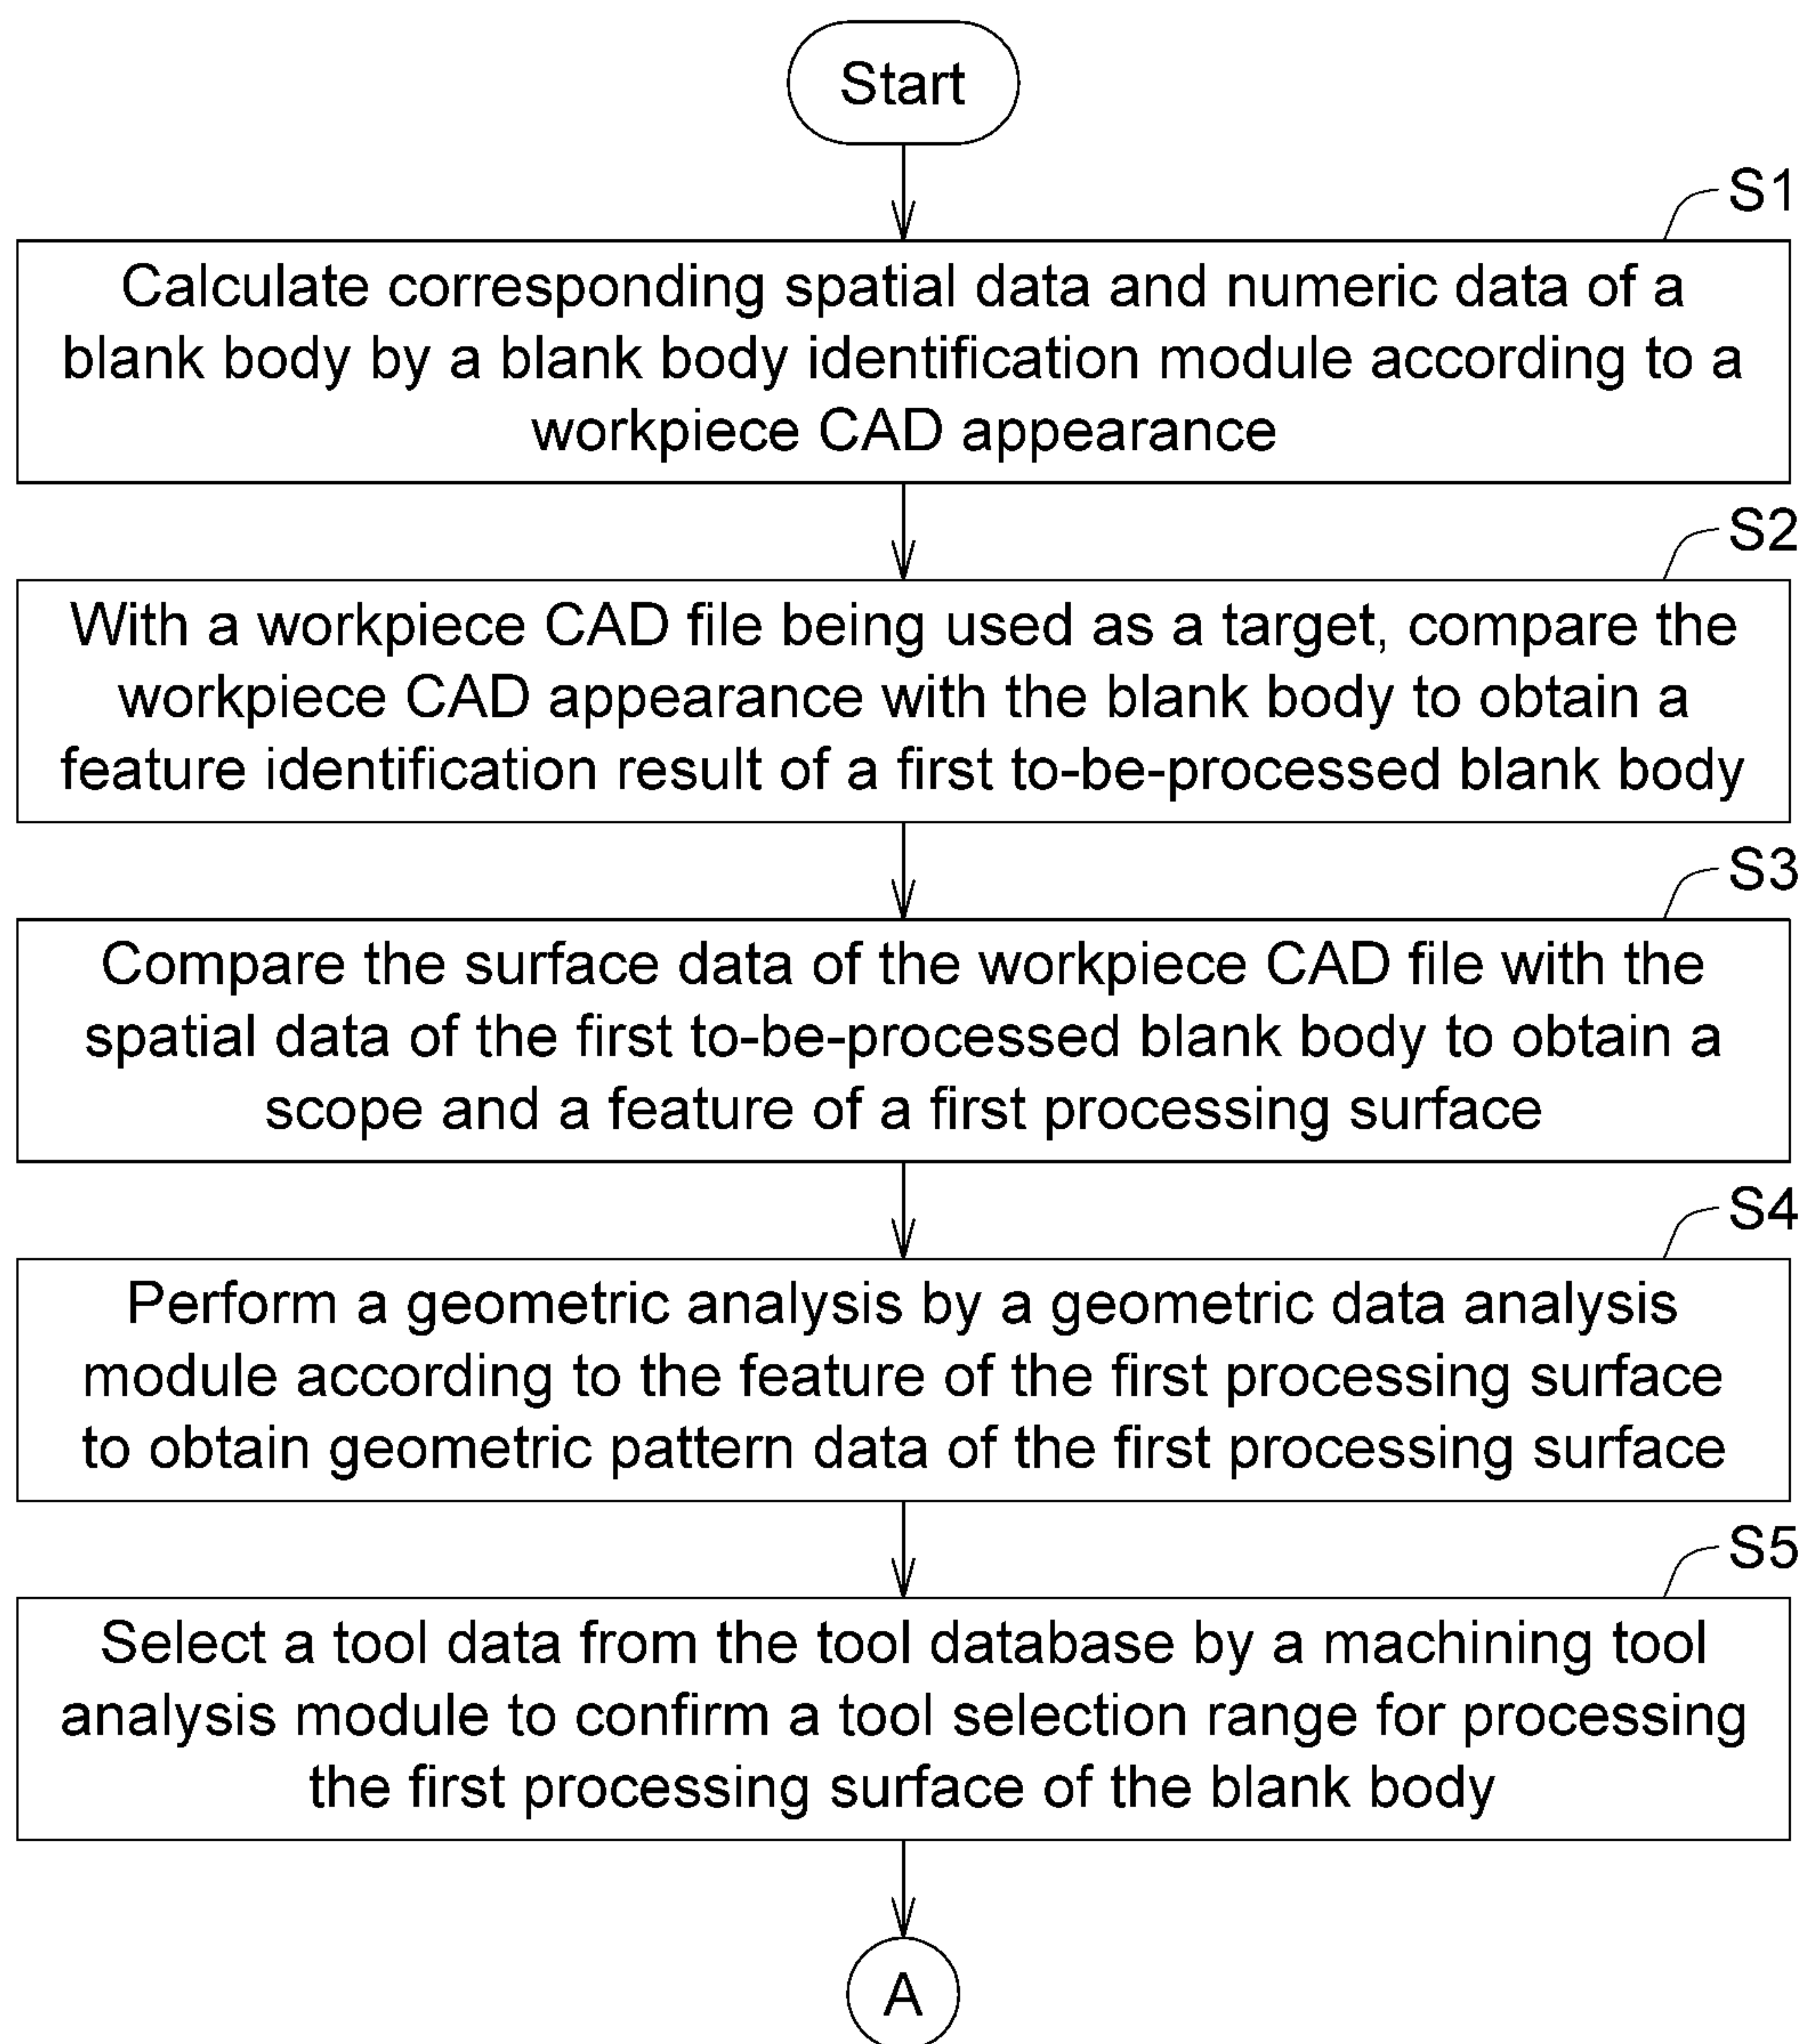 Start
S1
Calculate corresponding spatial data and numeric data of a
blank body by a blank body identification module according to a
workpiece CAD appearance
S2
With a workpiece CAD file being used as a target, compare the
workpiece CAD appearance with the blank body to obtain a
feature identification result of a first to-be-processed blank body
S3
Compare the surface data of the workpiece CAD file with the
spatial data of the first to-be-processed blank body to obtain a
scope and a feature of a first processing surface
S4
Perform a geometric analysis by a geometric data analysis
module according to the feature of the first processing surface
to obtain geometric pattern data of the first processing surface
S5
Select a tool data from the tool database by a machining tool
analysis module to confirm a tool selection range for processing
the first processing surface of the blank body
A